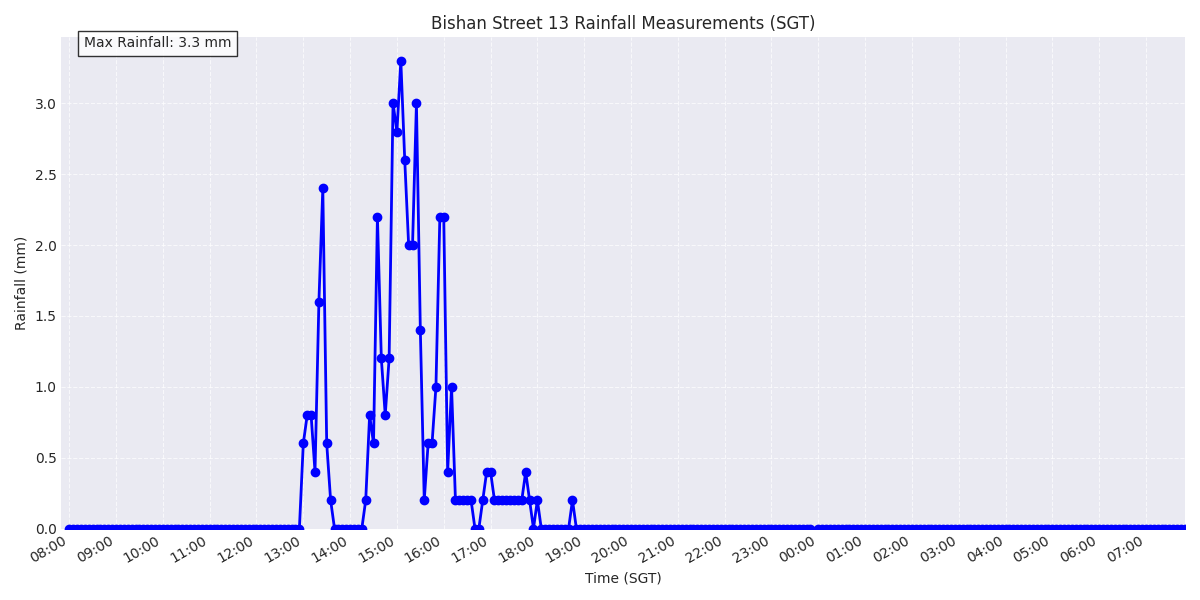 Bishan Street 13 Rainfall Measurements (SGT)
Max Rainfall: 3.3 mm
Rainfall (mm)
3.0
2.5
2.0
1.5
1.0
0.5
0.0
08:00 09:00 10:00 11:00 12:00 13:00 14:00 15:00 16:00 17:00 18:00 19:00 20:00 21:00 22:00 23:00 00:00 01:00 02:00 03:00 04:00 05:00 06:00 07:00
Time (SGT)